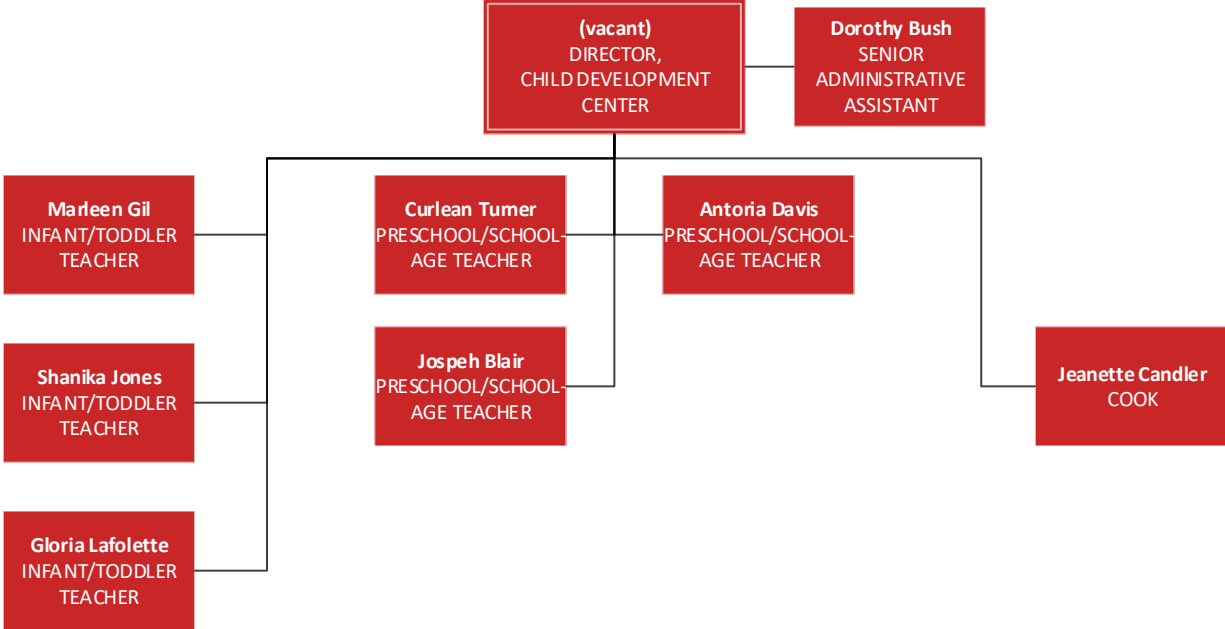 (vacant)
DIRECTOR,
CHILD DEVELOPMENT
CENTER
Dorothy Bush
SENIOR
ADMINISTRATIVE
ASSISTANT
Marleen Gil
INFANT/TODDLER
TEACHER
Curlean Turner
PRESCHOOL/SCHOOL-
AGE TEACHER
Antoria Davis
PRESCHOOL/SCHOOL-
AGE TEACHER
Shanika Jones
INFANT/TODDLER
TEACHER
Jospeh Blair
PRESCHOOL/SCHOOL-
AGE TEACHER
Jeanette Candler
COOK
Gloria Lafolette
INFANT/TODDLER
TEACHER